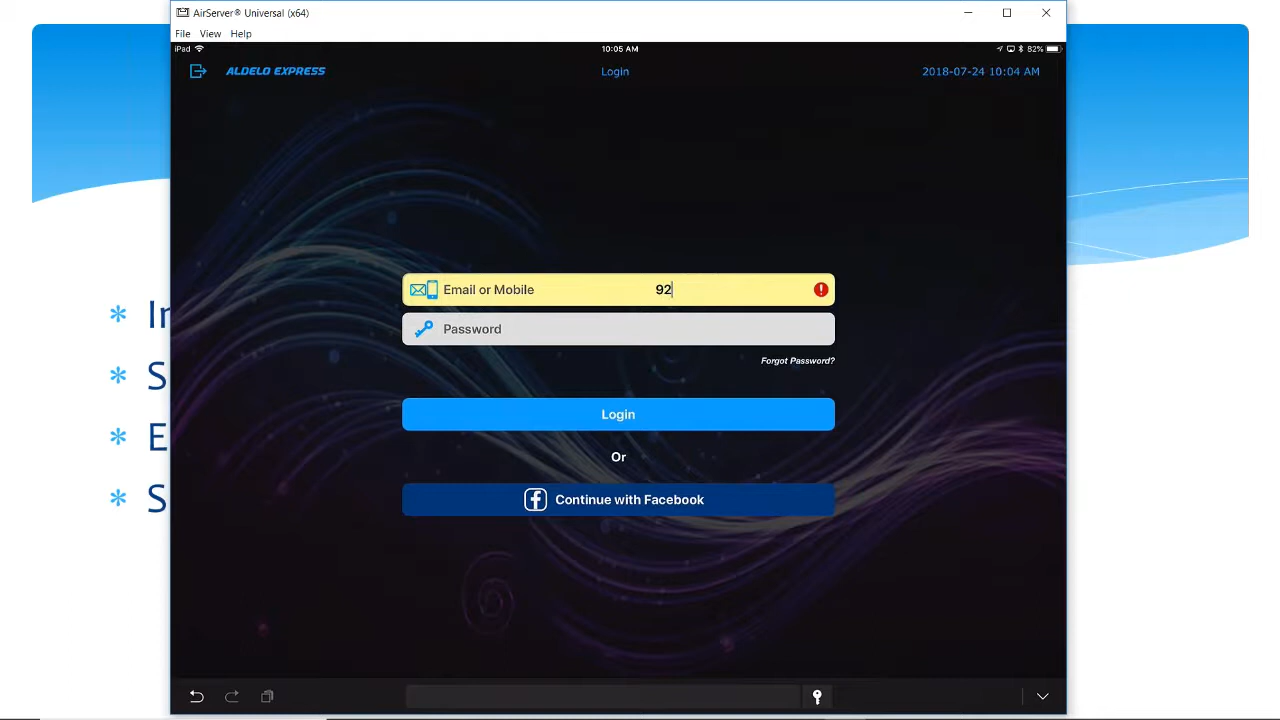 AirServer® Universal (x64)
File View Help
iPad 10:05 AM 82%
ALDELO EXPRESS Login 2018-07-24 10:04 AM
Email or Mobile 92
Password
Forgot Password?
Login
Or
Continue with Facebook
* In
* S
* E
* S